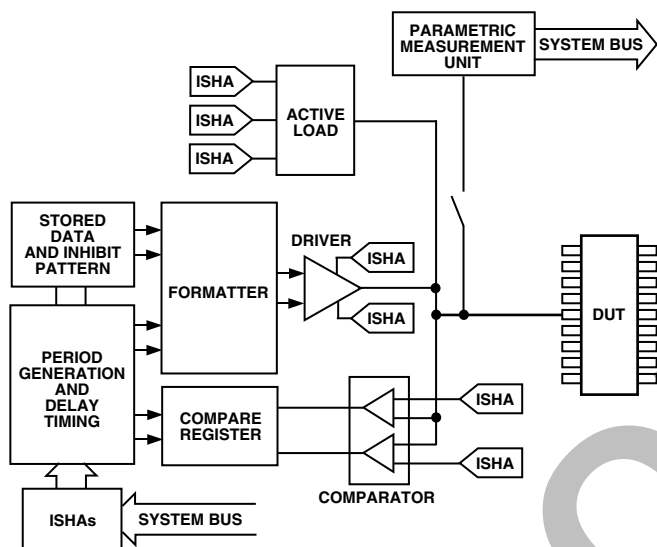 PARAMETRIC
MEASUREMENT
UNIT
SYSTEM BUS
ISHA
ISHA
ISHA
ACTIVE
LOAD
STORED
DATA
AND INHIBIT
PATTERN
FORMATTER
DRIVER
ISHA
ISHA
DUT
PERIOD
GENERATION
AND
DELAY
TIMING
COMPARE
REGISTER
ISHA
ISHA
COMPARATOR
ISHAs
SYSTEM BUS